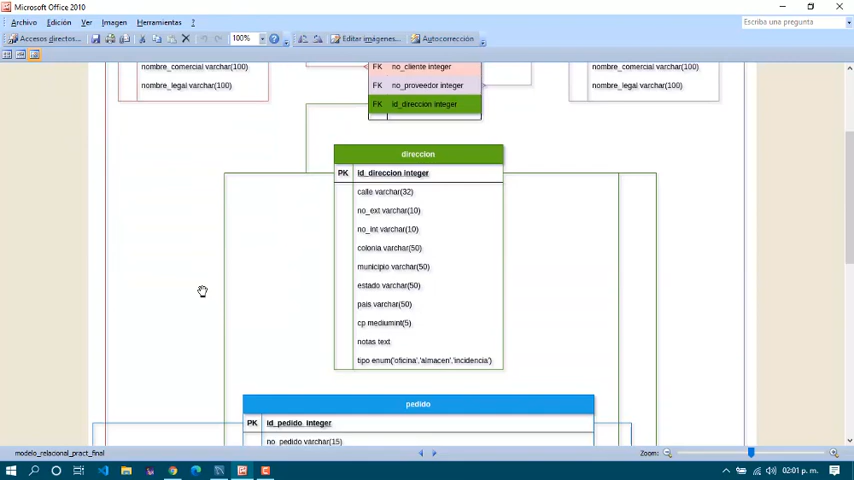 Microsoft Office 2010
Archivo Edición Ver Imagen Herramientas ?
Escriba una pregunta
Accesos directos... 100% Editar imágenes... Autocorrección
nombre_comercial varchar(100)
nombre_legal varchar(100)
FK no_cliente integer
FK no_proveedor integer
FK id_direccion integer
nombre_comercial varchar(100)
nombre_legal varchar(100)
direccion
PK id_direccion integer
calle varchar(32)
no_ext varchar(10)
no_int varchar(10)
colonia varchar(50)
municipio varchar(50)
estado varchar(50)
pais varchar(50)
cp mediumint(5)
notas text
tipo enum('oficina','almacen','incidencia')
pedido
PK id_pedido integer
no_pedido varchar(15)
modelo_relacional_pract_final
Zoom:
02:01 p. m.